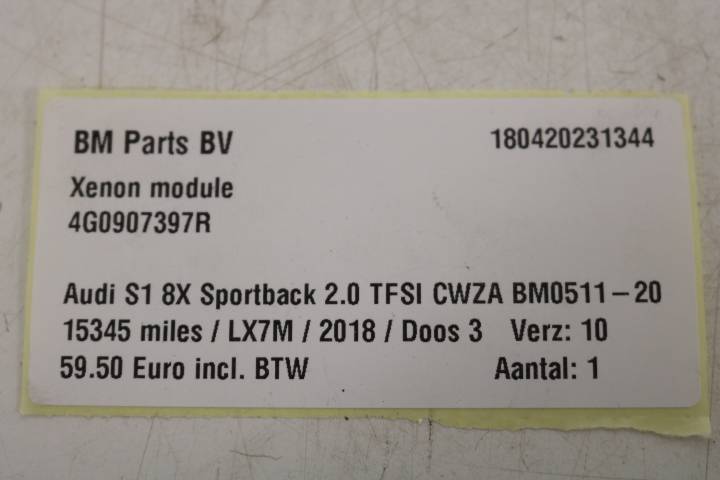 BM Parts BV 180420231344
Xenon module
4G0907397R
Audi S1 8X Sportback 2.0 TFSI CWZA BM0511-20
15345 miles / LX7M / 2018 / Doos 3 Verz: 10
59.50 Euro incl. BTW Aantal: 1